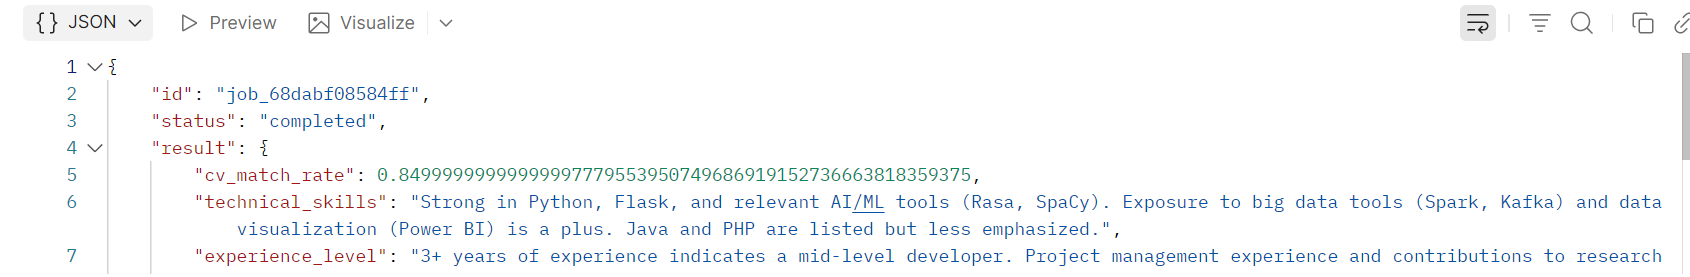 {} JSON Preview Visualize
1 {
2 "id": "job_68dabf08584ff",
3 "status": "completed",
4 "result": {
5 "cv_match_rate": 0.84999999999999997779553950749686919152736663818359375,
6 "technical_skills": "Strong in Python, Flask, and relevant AI/ML tools (Rasa, SpaCy). Exposure to big data tools (Spark, Kafka) and data
visualization (Power BI) is a plus. Java and PHP are listed but less emphasized.",
7 "experience_level": "3+ years of experience indicates a mid-level developer. Project management experience and contributions to research